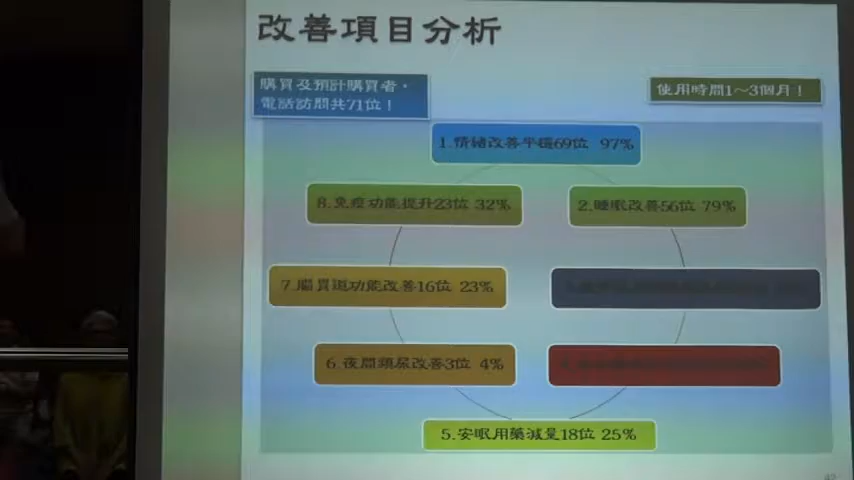 改善項目分析
購買及預計購買者，
電話訪問共71位！
使用時間1～3個月！
1.情緒改善平穩69位 97%
2.睡眠改善56位 79%
5.安眠用藥減量18位 25%
6.夜間頻尿改善3位 4%
7.腸胃道功能改善16位 23%
8.免疫功能提升23位 32%